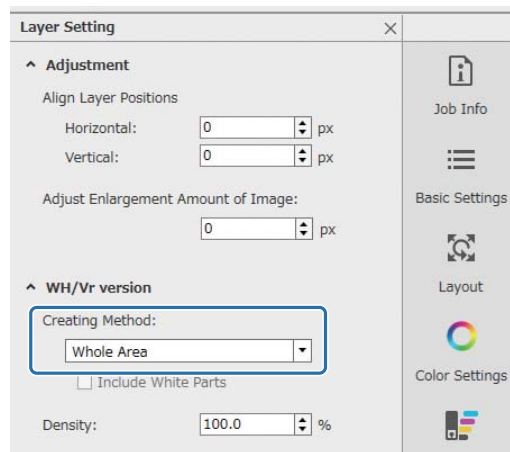 Layer Setting
Adjustment
Align Layer Positions
Horizontal: 0 px
Vertical: 0 px
Adjust Enlargement Amount of Image:
0 px
WH/Vr version
Creating Method:
Whole Area
Include White Parts
Density: 100.0 %
Job Info
Basic Settings
Layout
Color Settings